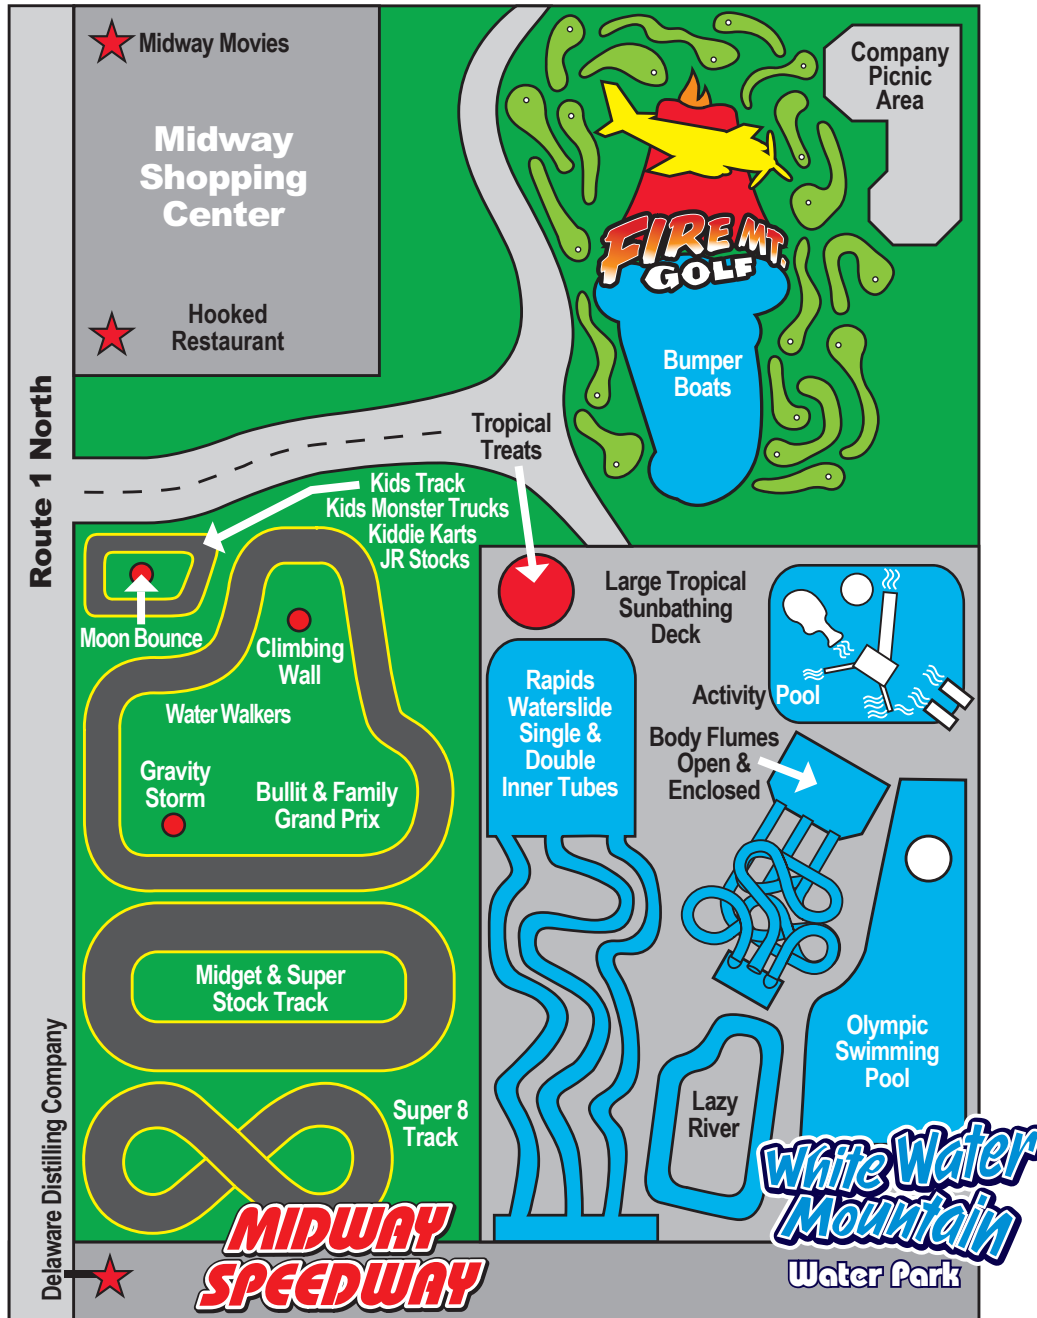 Midway Movies
Midway
Shopping
Center
Hooked
Restaurant
Company
Picnic
Area
FIRE MT.
GOLF
Bumper
Boats
Route 1 North
Tropical
Treats
Kids Track
Kids Monster Trucks
Kiddie Karts
JR Stocks
Moon Bounce
Climbing
Wall
Water Walkers
Gravity
Storm
Bullit & Family
Grand Prix
Large Tropical
Sunbathing
Deck
Activity Pool
Rapids
Waterslide
Single &
Double
Inner Tubes
Body Flumes
Open &
Enclosed
Midget & Super
Stock Track
Olympic
Swimming
Pool
Lazy
River
Super 8
Track
Delaware Distilling Company
MIDWAY
SPEEDWAY
White Water
Mountain
Water Park